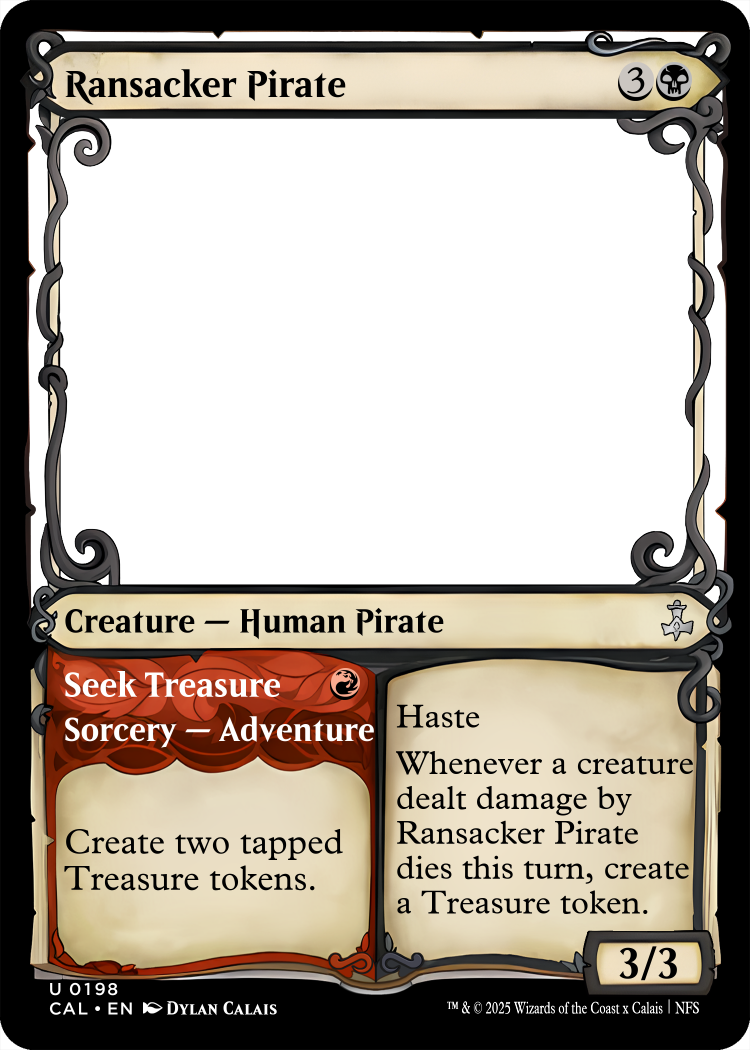 Ransacker Pirate 3
Creature — Human Pirate
Seek Treasure
Sorcery — Adventure
Create two tapped
Treasure tokens.
Haste
Whenever a creature
dealt damage by
Ransacker Pirate
dies this turn, create
a Treasure token.
3/3
U 0198
CAL • EN DYLAN CALAIS
™ & © 2025 Wizards of the Coast x Calais | NFS